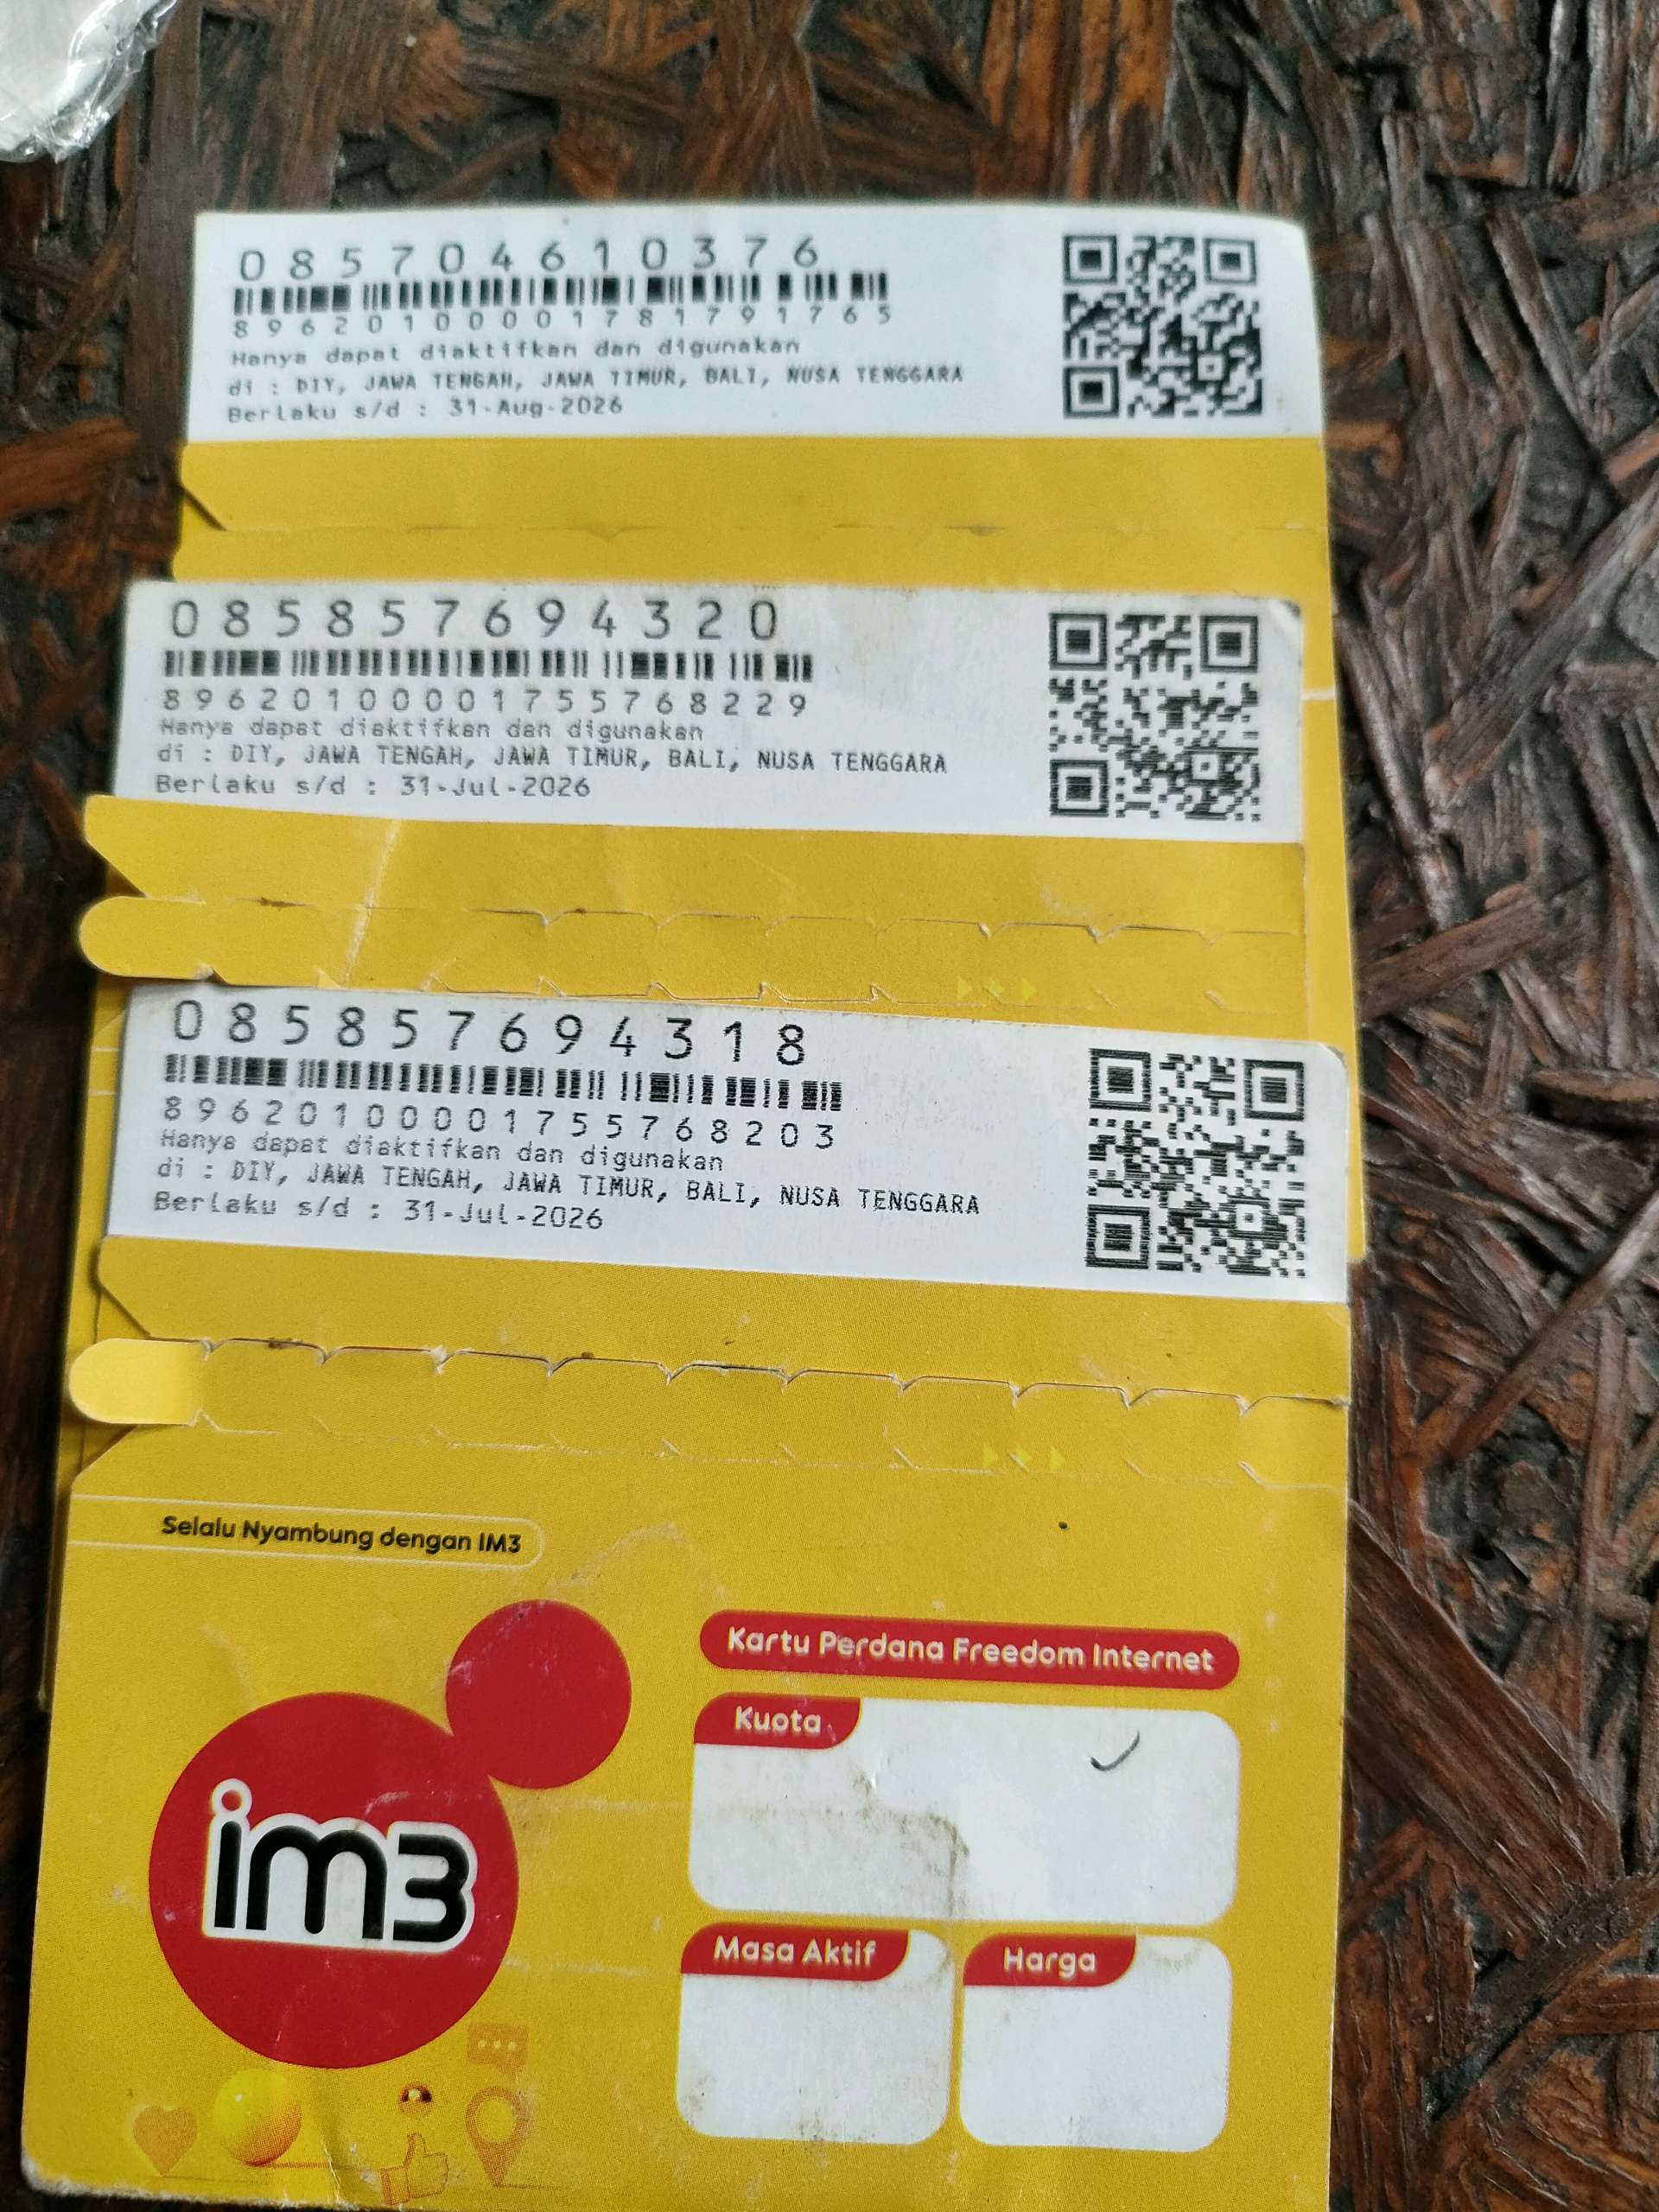 085704610376
8962010000178179 1765
Hanya dapat diaktifkan dan digunakan
di : DIY, JAWA TENGAH, JAWA TIMUR, BALI, NUSA TENGGARA
Berlaku s/d : 31-Aug-2026
085857694320
89620100001755768229
Hanya dapat diaktifkan dan digunakan
di : DIY, JAWA TENGAH, JAWA TIMUR, BALI, NUSA TENGGARA
Berlaku s/d : 31-Jul-2026
085857694318
89620100001755768203
Hanya dapat diaktifkan dan digunakan
di : DIY, JAWA TENGAH, JAWA TIMUR, BALI, NUSA TENGGARA
Berlaku s/d : 31-Jul-2026
Selalu Nyambung dengan IM3
Kartu Perdana Freedom Internet
Kuota
im3
Masa Aktif
Harga